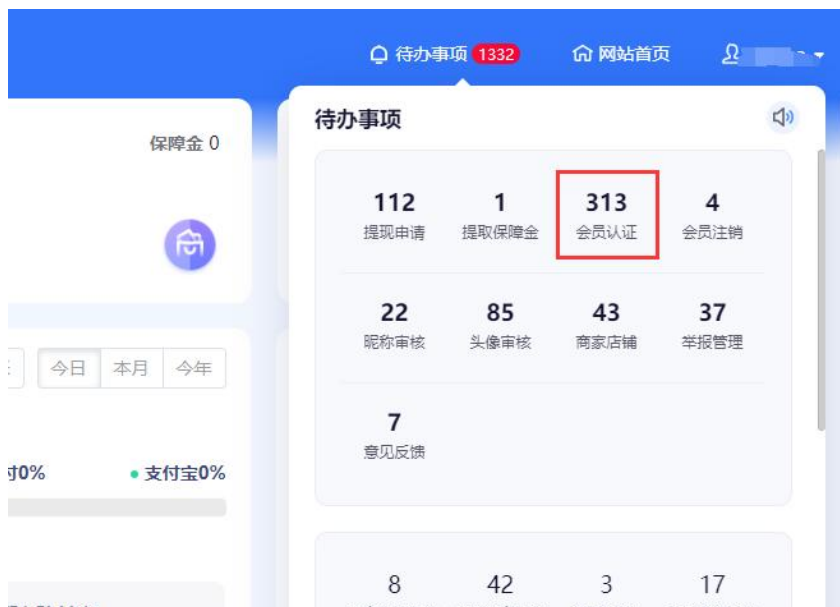 待办事项 1332 网站首页
保障金 0
待办事项
112 1 313 4
提现申请 提取保障金 会员认证 会员注销
22 85 43 37
昵称审核 头像审核 商家店铺 举报管理
今日 本月 今年
7
意见反馈
付0% 支付宝0%
8 42 3 17